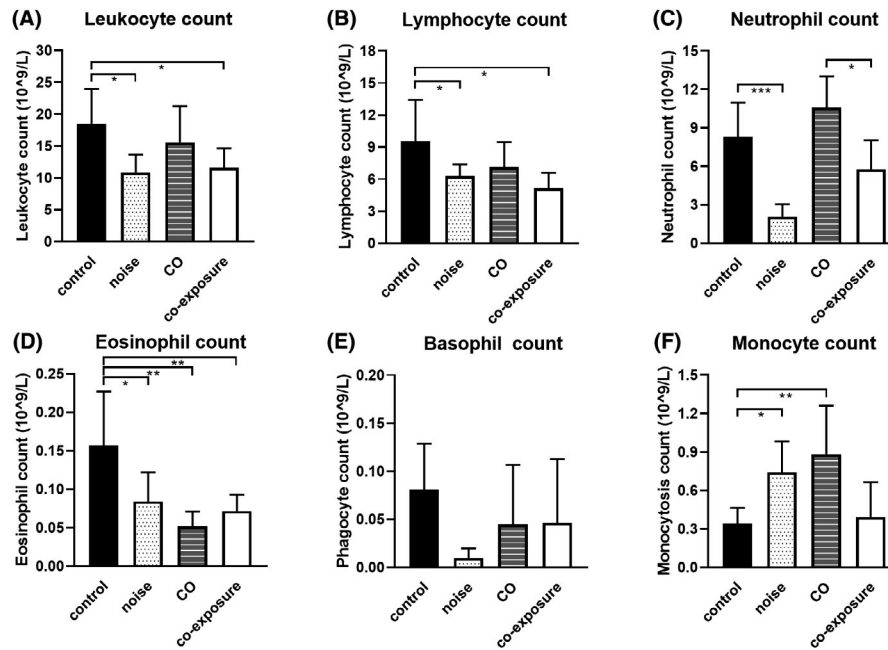 (A) Leukocyte count
Leukocyte count (10^9/L)
30
25
20
15
10
5
0
*
*
control
noise
CO
co-exposure
(B) Lymphocyte count
Lymphocyte count (10^9/L)
18
15
12
9
6
3
0
*
*
control
noise
CO
co-exposure
(C) Neutrophil count
Neutrophil count (10^9/L)
15
12
9
6
3
0
***
*
control
noise
CO
co-exposure
(D) Eosinophil count
Eosinophil count (10^9/L)
0.25
0.20
0.15
0.10
0.05
0.00
**
**
*
control
noise
CO
co-exposure
(E) Basophil count
Phagocyte count (10^9/L)
0.20
0.15
0.10
0.05
0.00
control
noise
CO
co-exposure
(F) Monocyte count
Monocytosis count (10^9/L)
1.5
1.2
0.9
0.6
0.3
0.0
**
*
control
noise
CO
co-exposure